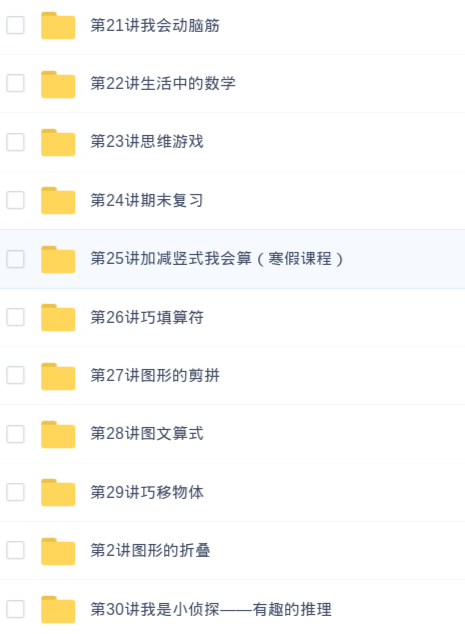 第21讲我会动脑筋
第22讲生活中的数学
第23讲思维游戏
第24讲期末复习
第25讲加减竖式我会算（寒假课程）
第26讲巧填算符
第27讲图形的剪拼
第28讲图文算式
第29讲巧移物体
第2讲图形的折叠
第30讲我是小侦探——有趣的推理